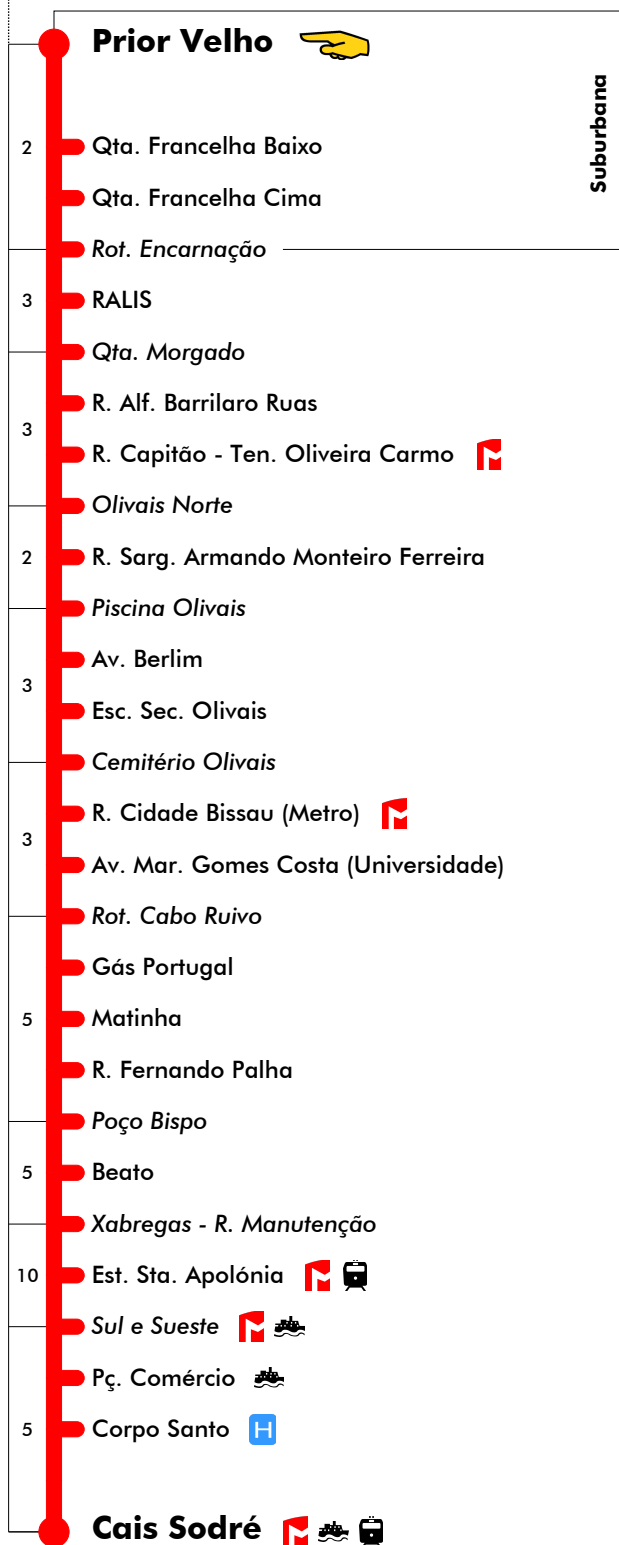 Prior Velho
Suburbana
2
Qta. Francelha Baixo
Qta. Francelha Cima
Rot. Encarnação
3
RALIS
Qta. Morgado
R. Alf. Barrilaro Ruas
3
R. Capitão - Ten. Oliveira Carmo
Olivais Norte
2
R. Sarg. Armando Monteiro Ferreira
Piscina Olivais
Av. Berlim
3
Esc. Sec. Olivais
Cemitério Olivais
R. Cidade Bissau (Metro)
3
Av. Mar. Gomes Costa (Universidade)
Rot. Cabo Ruivo
Gás Portugal
5
Matinha
R. Fernando Palha
Poço Bispo
5
Beato
Xabregas - R. Manutenção
10
Est. Sta. Apolónia
Sul e Sueste
Pç. Comércio
5
Corpo Santo
H
Cais Sodré